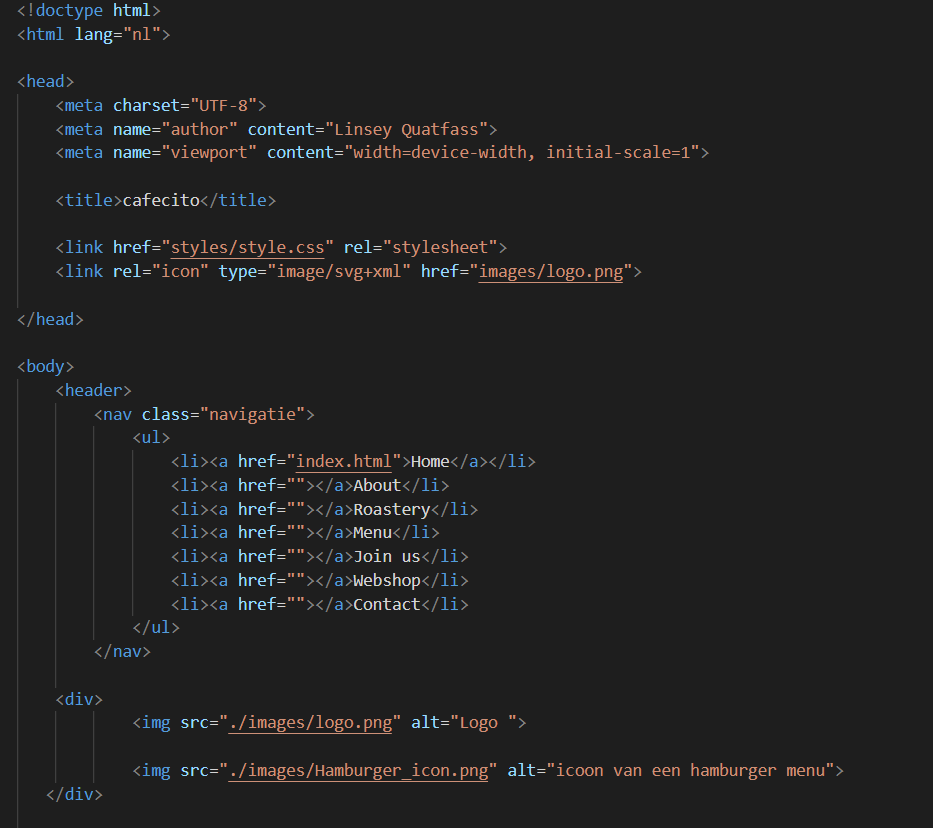 <!doctype html>
<html lang="nl">
<head>
<meta charset="UTF-8">
<meta name="author" content="Linsey Quatfass">
<meta name="viewport" content="width=device-width, initial-scale=1">
<title>cafecito</title>
<link href="styles/style.css" rel="stylesheet">
<link rel="icon" type="image/svg+xml" href="images/logo.png">
</head>
<body>
<header>
<nav class="navigatie">
<ul>
<li><a href="index.html">Home</a></li>
<li><a href=""></a>About</li>
<li><a href=""></a>Roastery</li>
<li><a href=""></a>Menu</li>
<li><a href=""></a>Join us</li>
<li><a href=""></a>Webshop</li>
<li><a href=""></a>Contact</li>
</ul>
</nav>
<div>
<img src="./images/logo.png" alt="Logo ">
<img src="./images/Hamburger_icon.png" alt="icoon van een hamburger menu">
</div>